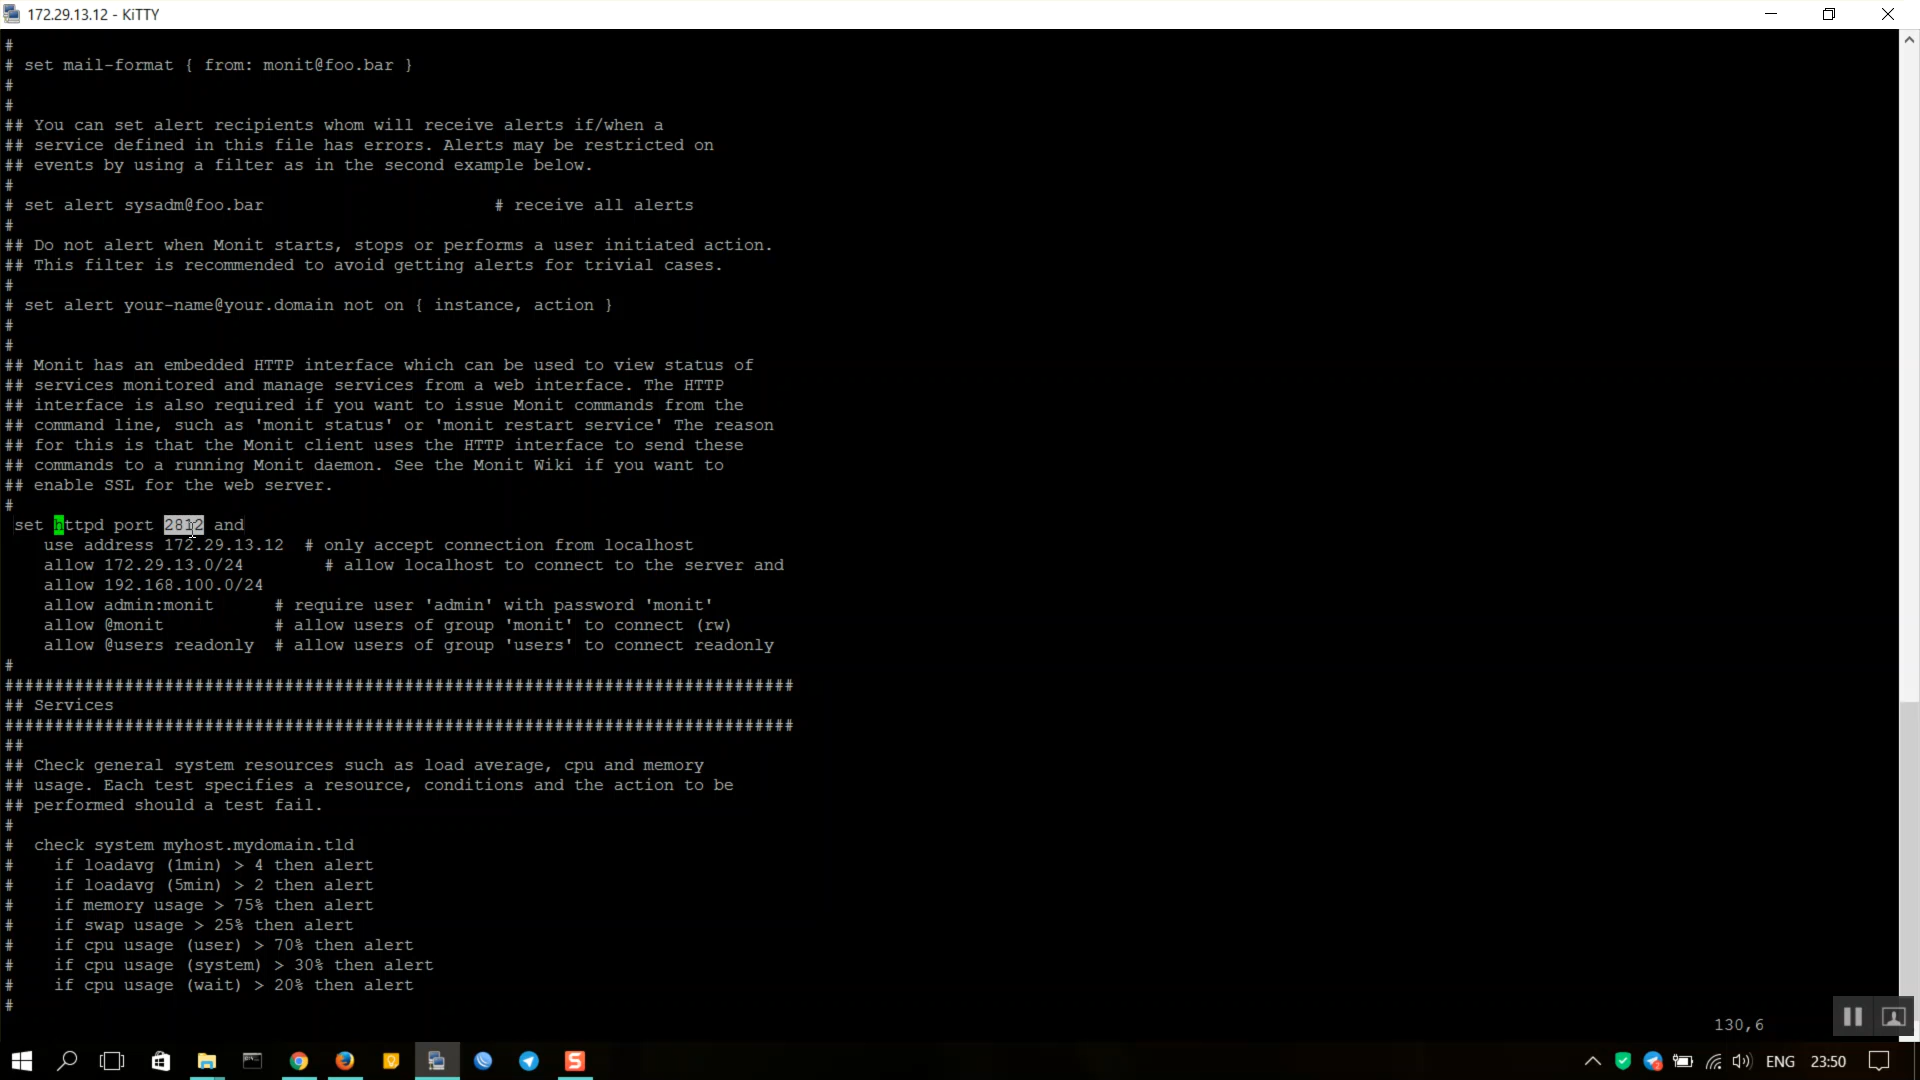 172.29.13.12 - KiTTY
#
# set mail-format { from: monit@foo.bar }
#
#
## You can set alert recipients whom will receive alerts if/when a
## service defined in this file has errors. Alerts may be restricted on
## events by using a filter as in the second example below.
#
# set alert sysadm@foo.bar                       # receive all alerts
#
## Do not alert when Monit starts, stops or performs a user initiated action.
## This filter is recommended to avoid getting alerts for trivial cases.
#
# set alert your-name@your.domain not on { instance, action }
#
#
## Monit has an embedded HTTP interface which can be used to view status of
## services monitored and manage services from a web interface. The HTTP
## interface is also required if you want to issue Monit commands from the
## command line, such as 'monit status' or 'monit restart service' The reason
## for this is that the Monit client uses the HTTP interface to send these
## commands to a running Monit daemon. See the Monit Wiki if you want to
## enable SSL for the web server.
#
 set httpd port 2812 and
    use address 172.29.13.12  # only accept connection from localhost
    allow 172.29.13.0/24        # allow localhost to connect to the server and
    allow 192.168.100.0/24
    allow admin:monit      # require user 'admin' with password 'monit'
    allow @monit           # allow users of group 'monit' to connect (rw)
    allow @users readonly  # allow users of group 'users' to connect readonly
#
###############################################################################
## Services
###############################################################################
##
## Check general system resources such as load average, cpu and memory
## usage. Each test specifies a resource, conditions and the action to be
## performed should a test fail.
#
#  check system myhost.mydomain.tld
#    if loadavg (1min) > 4 then alert
#    if loadavg (5min) > 2 then alert
#    if memory usage > 75% then alert
#    if swap usage > 25% then alert
#    if cpu usage (user) > 70% then alert
#    if cpu usage (system) > 30% then alert
#    if cpu usage (wait) > 20% then alert
#
130,6
S
ENG 23:50